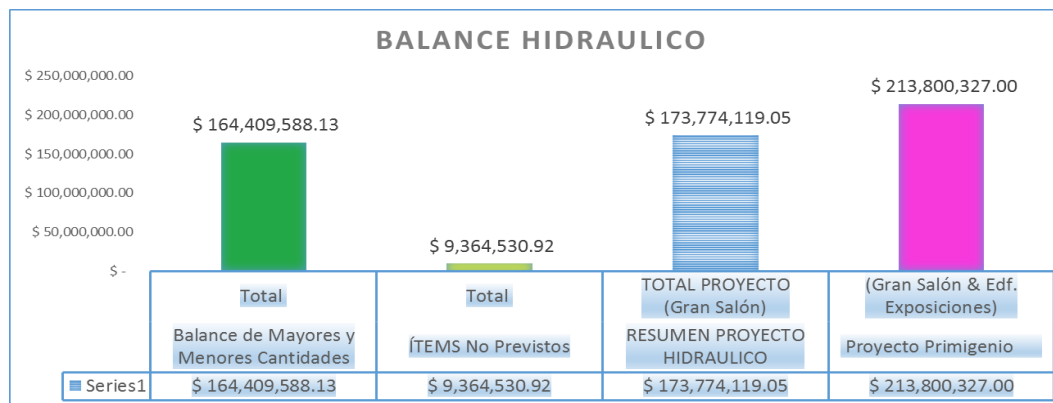 BALANCE HIDRAULICO
$ 250,000,000.00
$ 200,000,000.00
$ 150,000,000.00
$ 100,000,000.00
$ 50,000,000.00
$ -
$ 164,409,588.13
$ 9,364,530.92
$ 173,774,119.05
$ 213,800,327.00
Total
Balance de Mayores y
Menores Cantidades
Total
ÍTEMS No Previstos
TOTAL PROYECTO
(Gran Salón)
RESUMEN PROYECTO
HIDRAULICO
(Gran Salón & Edf.
Exposiciones)
Proyecto Primigenio
Series1 $ 164,409,588.13 $ 9,364,530.92 $ 173,774,119.05 $ 213,800,327.00